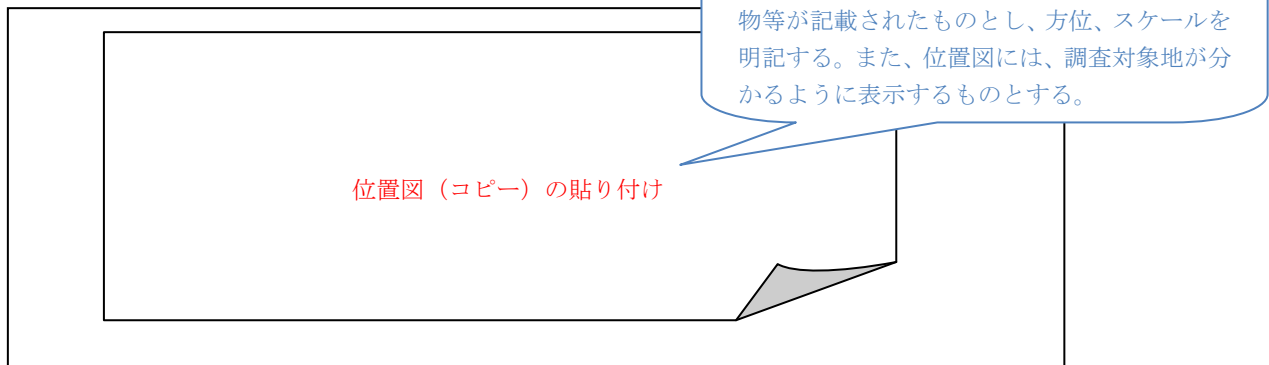 物等が記載されたものとし、方位、スケールを
明記する。また、位置図には、調査対象地が分
かるように表示するものとする。
位置図（コピー）の貼り付け